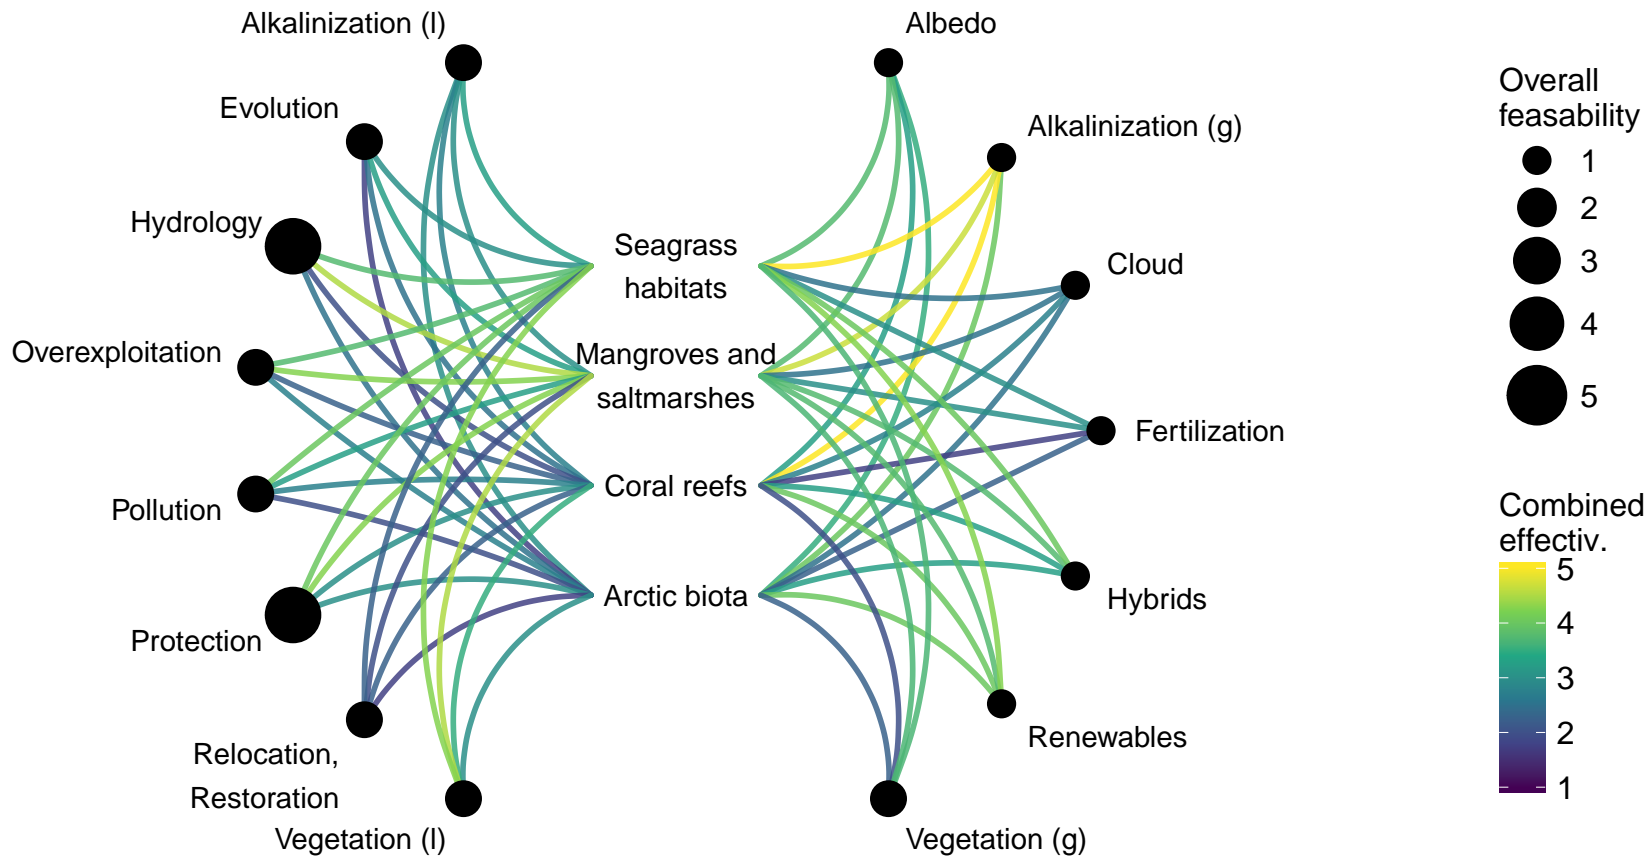 Alkalinization (l)
Evolution
Hydrology
Overexploitation
Pollution
Protection
Relocation,
Restoration
Vegetation (l)
Seagrass
habitats
Mangroves and
saltmarshes
Coral reefs
Arctic biota
Albedo
Alkalinization (g)
Cloud
Fertilization
Hybrids
Renewables
Vegetation (g)
Overall
feasability
1
2
3
4
5
Combined
effectiv.
5
4
3
2
1